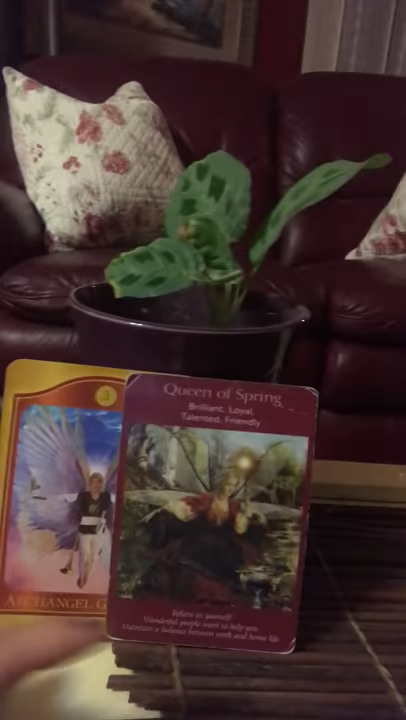 3
ARCHANGEL G
Queen of Spring
Brilliant, Loyal,
Talented, Friendly
Believe in yourself
Wonderful people want to help you.
Maintain a balance between work and home life